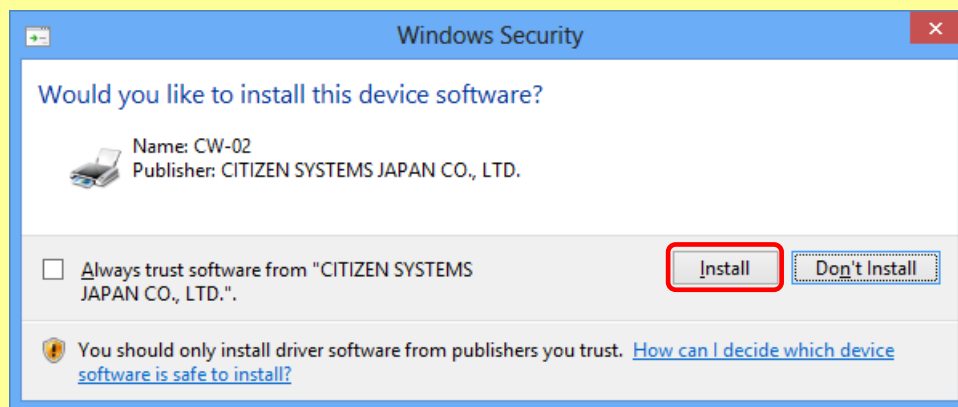 Windows Security
Would you like to install this device software?
Name: CW-02
Publisher: CITIZEN SYSTEMS JAPAN CO., LTD.
Always trust software from "CITIZEN SYSTEMS
JAPAN CO., LTD.".
Install
Don't Install
You should only install driver software from publishers you trust. How can I decide which device
software is safe to install?